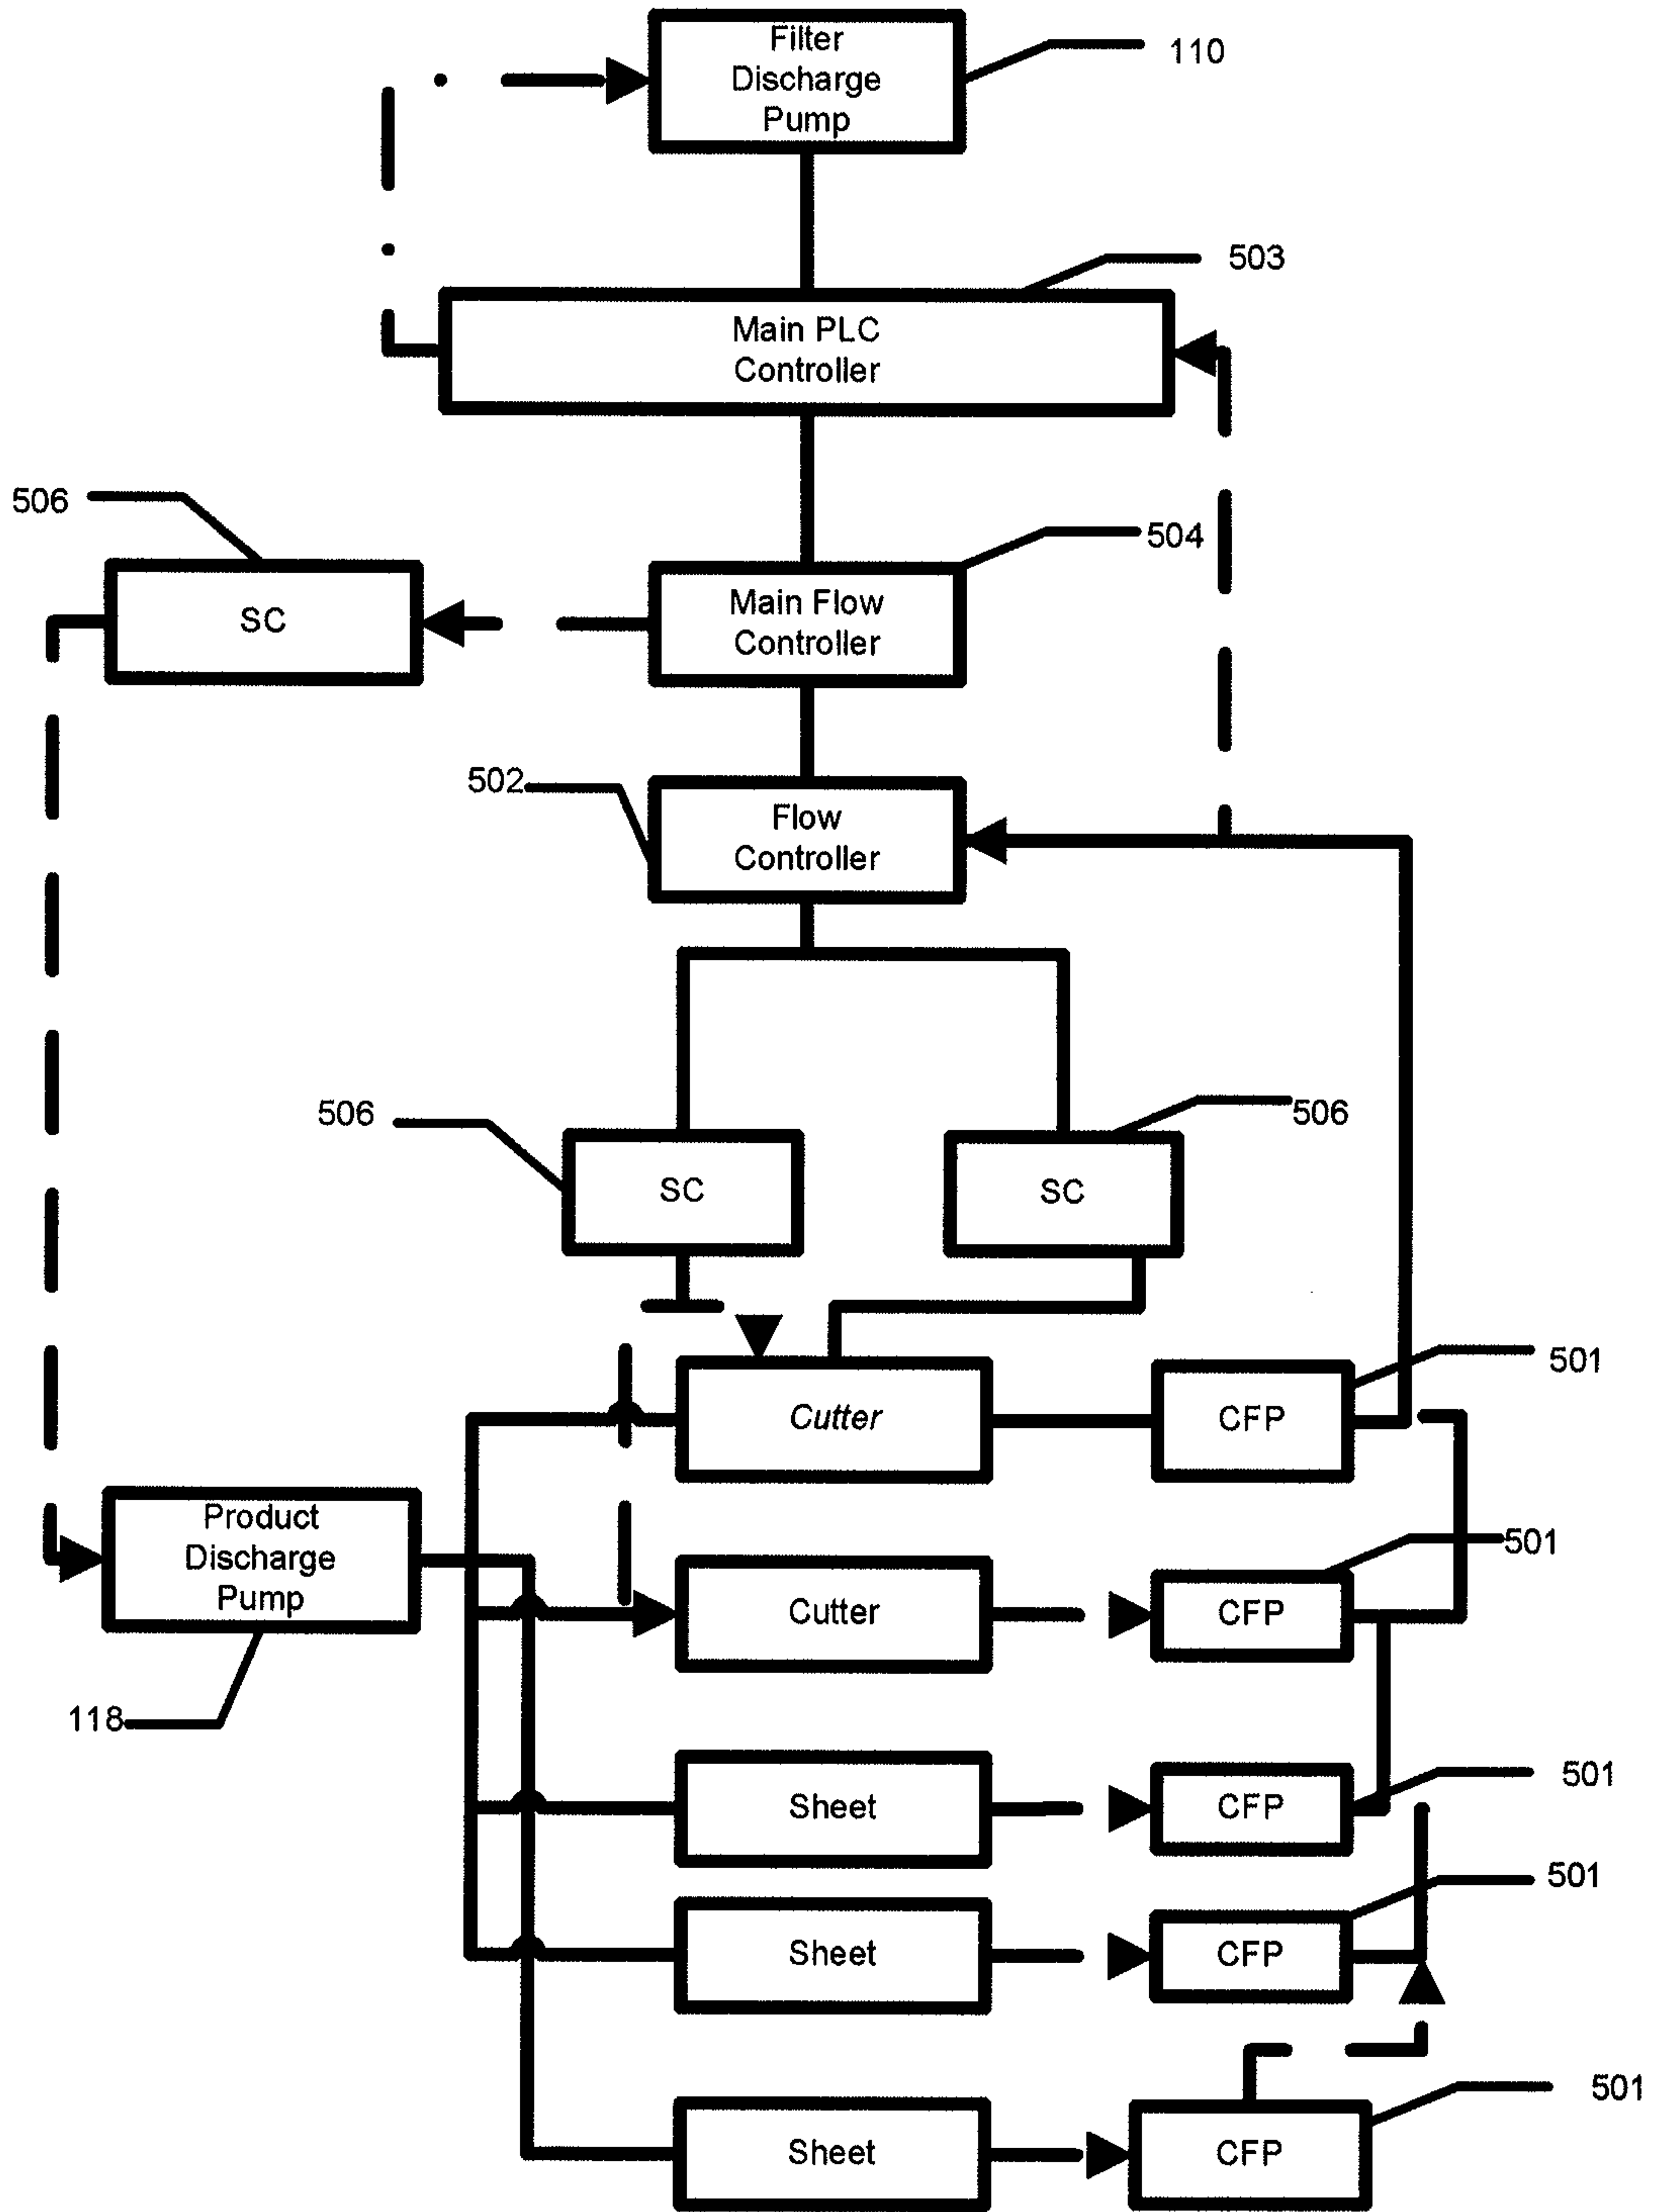 Filter
Discharge
Pump
110
503
Main PLC
Controller
506
504
SC
Main Flow
Controller
502
Flow
Controller
506
506
SC
SC
501
Cutter
CFP
Product
Discharge
Pump
501
Cutter
CFP
118
501
Sheet
CFP
501
Sheet
CFP
501
Sheet
CFP